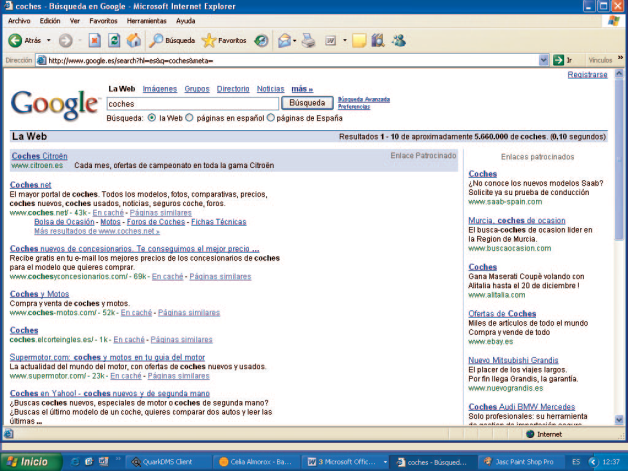 coches - Búsqueda en Google - Microsoft Internet Explorer
Archivo Edición Ver Favoritos Herramientas Ayuda
Atrás Búsqueda Favoritos
Dirección http://www.google.es/search?hl=es&q=coches&meta= Ir Vínculos »
Registrarse
Google™
La Web Imágenes Grupos Directorio Noticias más »
coches Búsqueda Búsqueda Avanzada
Preferencias
Búsqueda: la Web páginas en español páginas de España
La Web Resultados 1 - 10 de aproximadamente 5.660.000 de coches. (0,10 segundos)
Coches Citroën Enlace Patrocinado
www.citroen.es Cada mes, ofertas de campeonato en toda la gama Citroën
Coches.net
El mayor portal de coches. Todos los modelos, fotos, comparativas, precios,
coches nuevos, coches usados, noticias, seguros coche, foros.
www.coches.net/ - 43k - En caché - Páginas similares
Bolsa de Ocasión - Motos - Foros de Coches - Fichas Técnicas
Más resultados de www.coches.net »
Coches nuevos de concesionarios. Te conseguimos el mejor precio ...
Recibe gratis en tu e-mail los mejores precios de los concesionarios de coches
para el modelo que quieres comprar.
www.cochesyconcesionarios.com/ - 69k - En caché - Páginas similares
Coches y Motos
Compra y venta de coches y motos.
www.coches-motos.com/ - 52k - En caché - Páginas similares
Coches
coches.elcorteingles.es/ - 1k - En caché - Páginas similares
Supermotor.com: coches y motos en tu guia del motor
La actualidad del mundo del motor, con ofertas de coches nuevos y usados.
www.supermotor.com/ - 23k - En caché - Páginas similares
Coches en Yahoo! - coches nuevos y de segunda mano
¿Buscas coches nuevos, especiales de motor o coches de segunda mano?
¿Buscas el último modelo de un coche, quieres comparar dos autos y leer las
últimas ...
Enlaces patrocinados
Coches
¿No conoce los nuevos modelos Saab?
Solicite ya su prueba de conducción
www.saab-spain.com
Murcia, coches de ocasion
El busca-coches de ocasion lider en
la Region de Murcia.
www.buscaocasion.com
Coches
Gana Maserati Coupè volando con
Alitalia hasta el 20 de diciembre !
www.alitalia.com
Ofertas de Coches
Miles de artículos de todo el mundo
Compra y vende de todo
www.ebay.es
Nuevo Mitsubishi Grandis
El placer de los viajes largos.
Por fin llega Grandis, la garantía.
www.nuevograndis.es
Coches Audi BMW Mercedes
Solo profesionales: su herramienta
de gestion de importación seguro
Internet
Inicio QuarkDMS Client Celia Almorox - Ba... 3 Microsoft Offic... coches - Búsqued... Jasc Paint Shop Pro ES 12:37